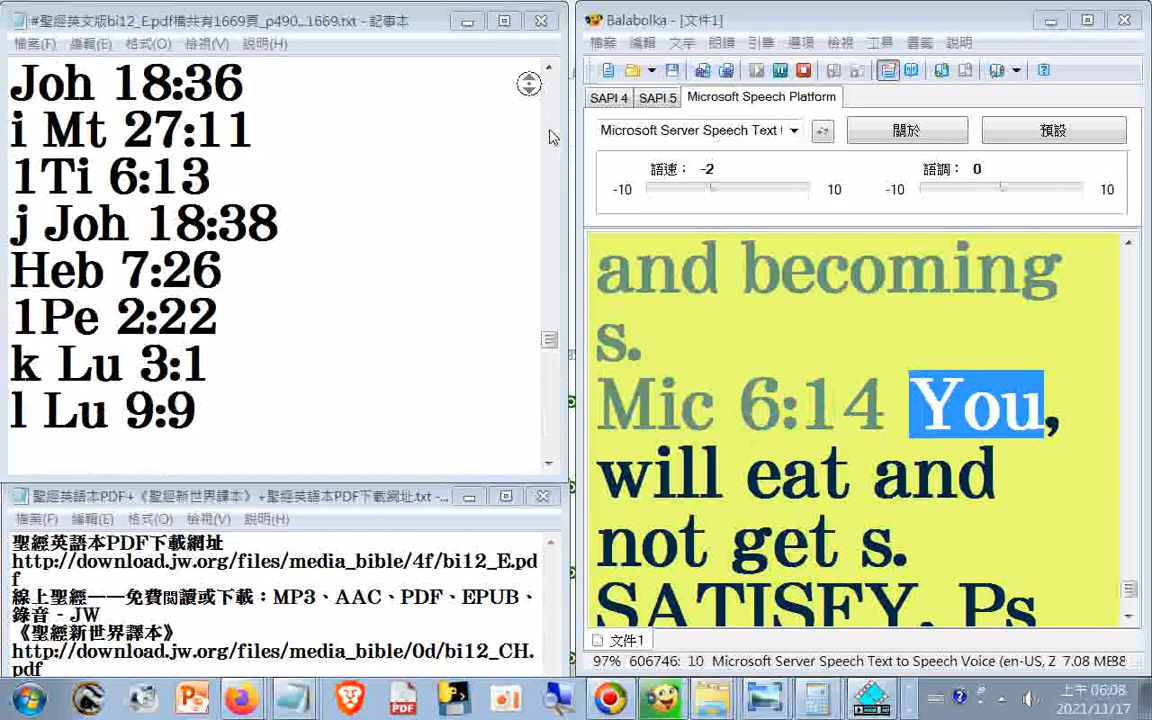 #聖經英文版bi12_E.pdf構共有1669頁_p490...1669.txt - 記事本
檔案(F) 編輯(E) 格式(O) 檢視(V) 說明(H)
Joh 18:36
i Mt 27:11
1Ti 6:13
j Joh 18:38
Heb 7:26
1Pe 2:22
k Lu 3:1
l Lu 9:9
聖經英語本PDF+《聖經新世界譯本》+聖經英語本PDF下載網址.txt -...
檔案(F) 編輯(E) 格式(O) 檢視(V) 說明(H)
聖經英語本PDF下載網址
http://download.jw.org/files/media_bible/4f/bi12_E.pd
f
線上聖經——免費閱讀或下載：MP3、AAC、PDF、EPUB、
錄音 - JW
《聖經新世界譯本》
http://download.jw.org/files/media_bible/0d/bi12_CH.
pdf
Balabolka - [文件1]
檔案 編輯 文字 朗讀 引擎 選項 檢視 工具 書籤 說明
SAPI 4 SAPI 5 Microsoft Speech Platform
Microsoft Server Speech Text 關於 預設
語速： -2 語調： 0
-10 10 -10 10
and becoming
s.
Mic 6:14 You,
will eat and
not get s.
SATISFY, Ps
文件1
97% 606746: 10 Microsoft Server Speech Text to Speech Voice (en-US, Z 7.08 MB
上午 06:08
2021/11/17